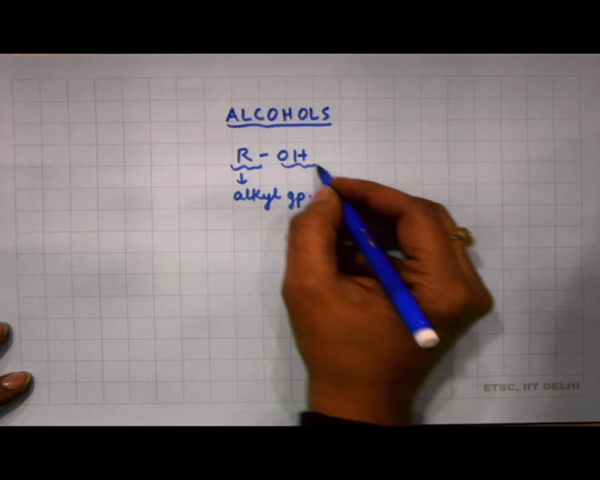 ALCOHOLS
R - OH
↓
alkyl gp.
ETSC, IIT DELHI